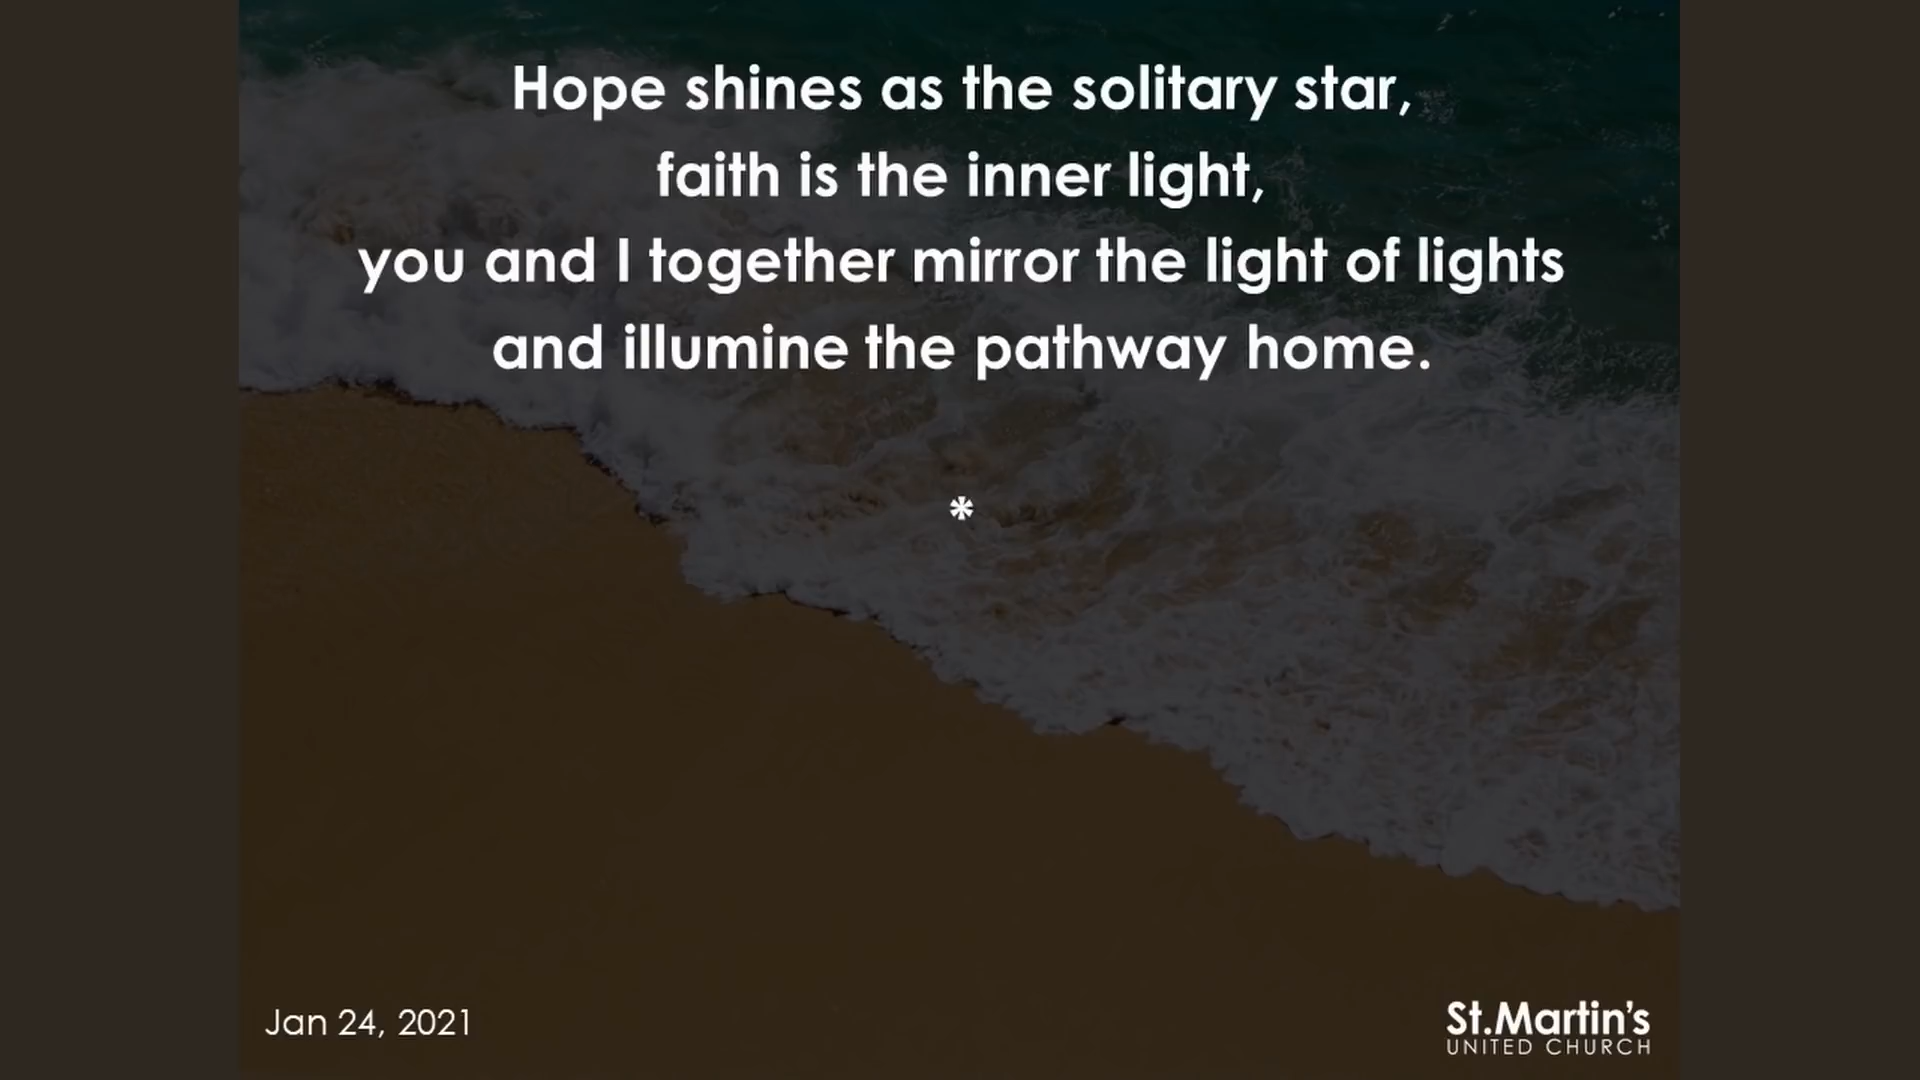 Hope shines as the solitary star,
faith is the inner light,
you and I together mirror the light of lights
and illumine the pathway home.
*
Jan 24, 2021
St.Martin's
UNITED CHURCH